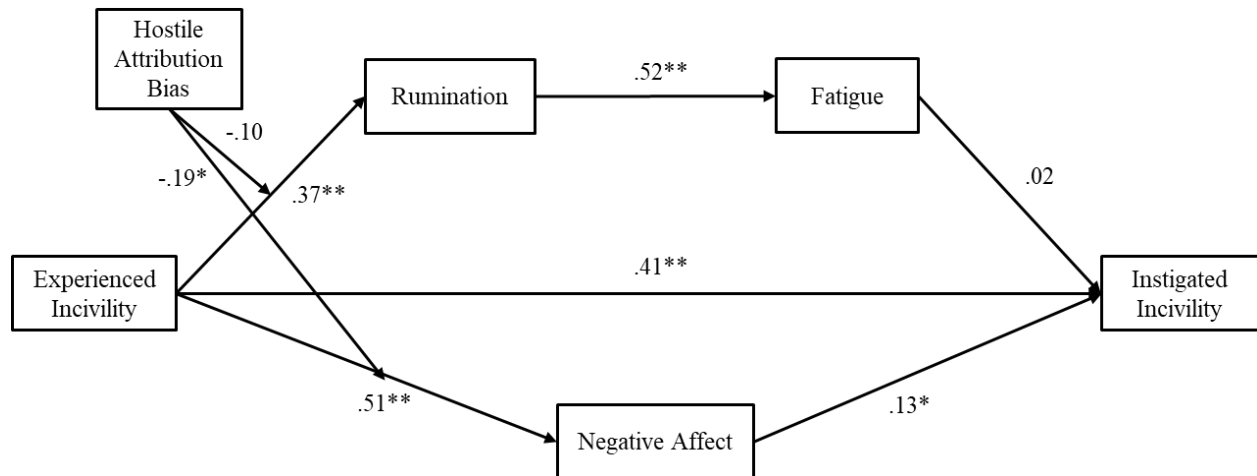 Hostile
Attribution
Bias
Rumination
.52**
Fatigue
-.10
-.19*
.37**
.02
Experienced
Incivility
.41**
Instigated
Incivility
.51**
.13*
Negative Affect